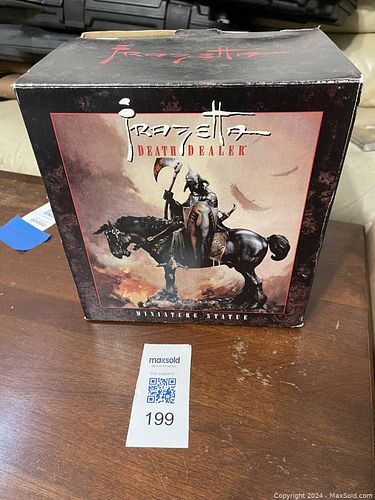 Frazetta
Frazetta
DEATH DEALER
MINIATURE STATUE
maxsold
199
Copyright © 2024 - MaxSold.com